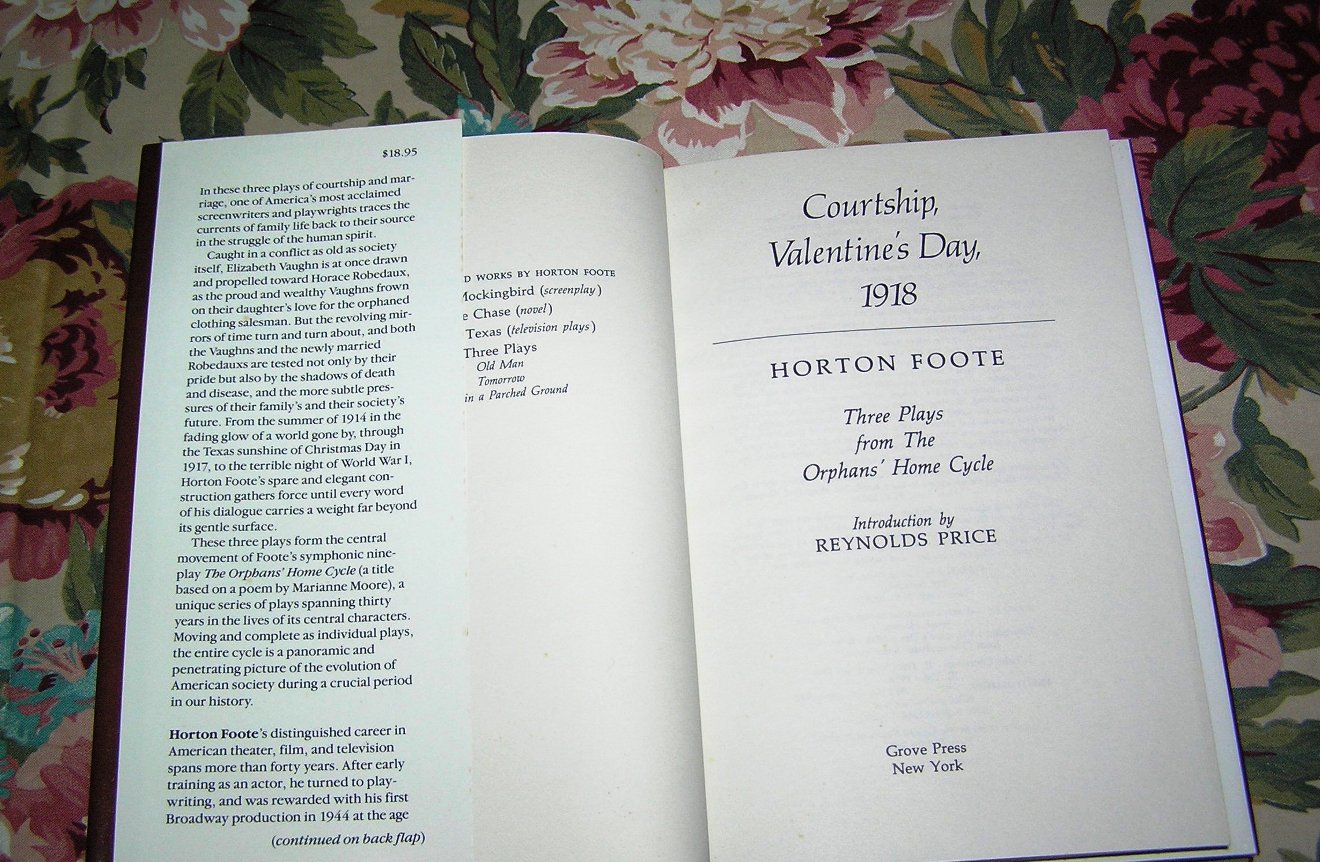 $18.95
In these three plays of courtship and mar-
riage, one of America's most acclaimed
screenwriters and playwrights traces the
currents of family life back to their source
in the struggle of the human spirit.
Caught in a conflict as old as society
itself, Elizabeth Vaughn is at once drawn
and propelled toward Horace Robedaux,
as the proud and wealthy Vaughns frown
on their daughter's love for the orphaned
clothing salesman. But the revolving mir-
rors of time turn and turn about, and both
the Vaughns and the newly married
Robedauxs are tested not only by their
pride but also by the shadows of death
and disease, and the more subtle pres-
sures of their family's and their society's
future. From the summer of 1914 in the
fading glow of a world gone by, through
the Texas sunshine of Christmas Day in
1917, to the terrible night of World War I,
Horton Foote's spare and elegant con-
struction gathers force until every word
of his dialogue carries a weight far beyond
its gentle surface.
These three plays form the central
movement of Foote's symphonic nine-
play The Orphans' Home Cycle (a title
based on a poem by Marianne Moore), a
unique series of plays spanning thirty
years in the lives of its central characters.
Moving and complete as individual plays,
the entire cycle is a panoramic and
penetrating picture of the evolution of
American society during a crucial period
in our history.
Horton Foote's distinguished career in
American theater, film, and television
spans more than forty years. After early
training as an actor, he turned to play-
writing, and was rewarded with his first
Broadway production in 1944 at the age
(continued on back flap)
D WORKS BY HORTON FOOTE
Mockingbird (screenplay)
e Chase (novel)
Texas (television plays)
Three Plays
Old Man
Tomorrow
in a Parched Ground
Courtship,
Valentine's Day,
1918
HORTON FOOTE
Three Plays
from The
Orphans' Home Cycle
Introduction by
REYNOLDS PRICE
Grove Press
New York